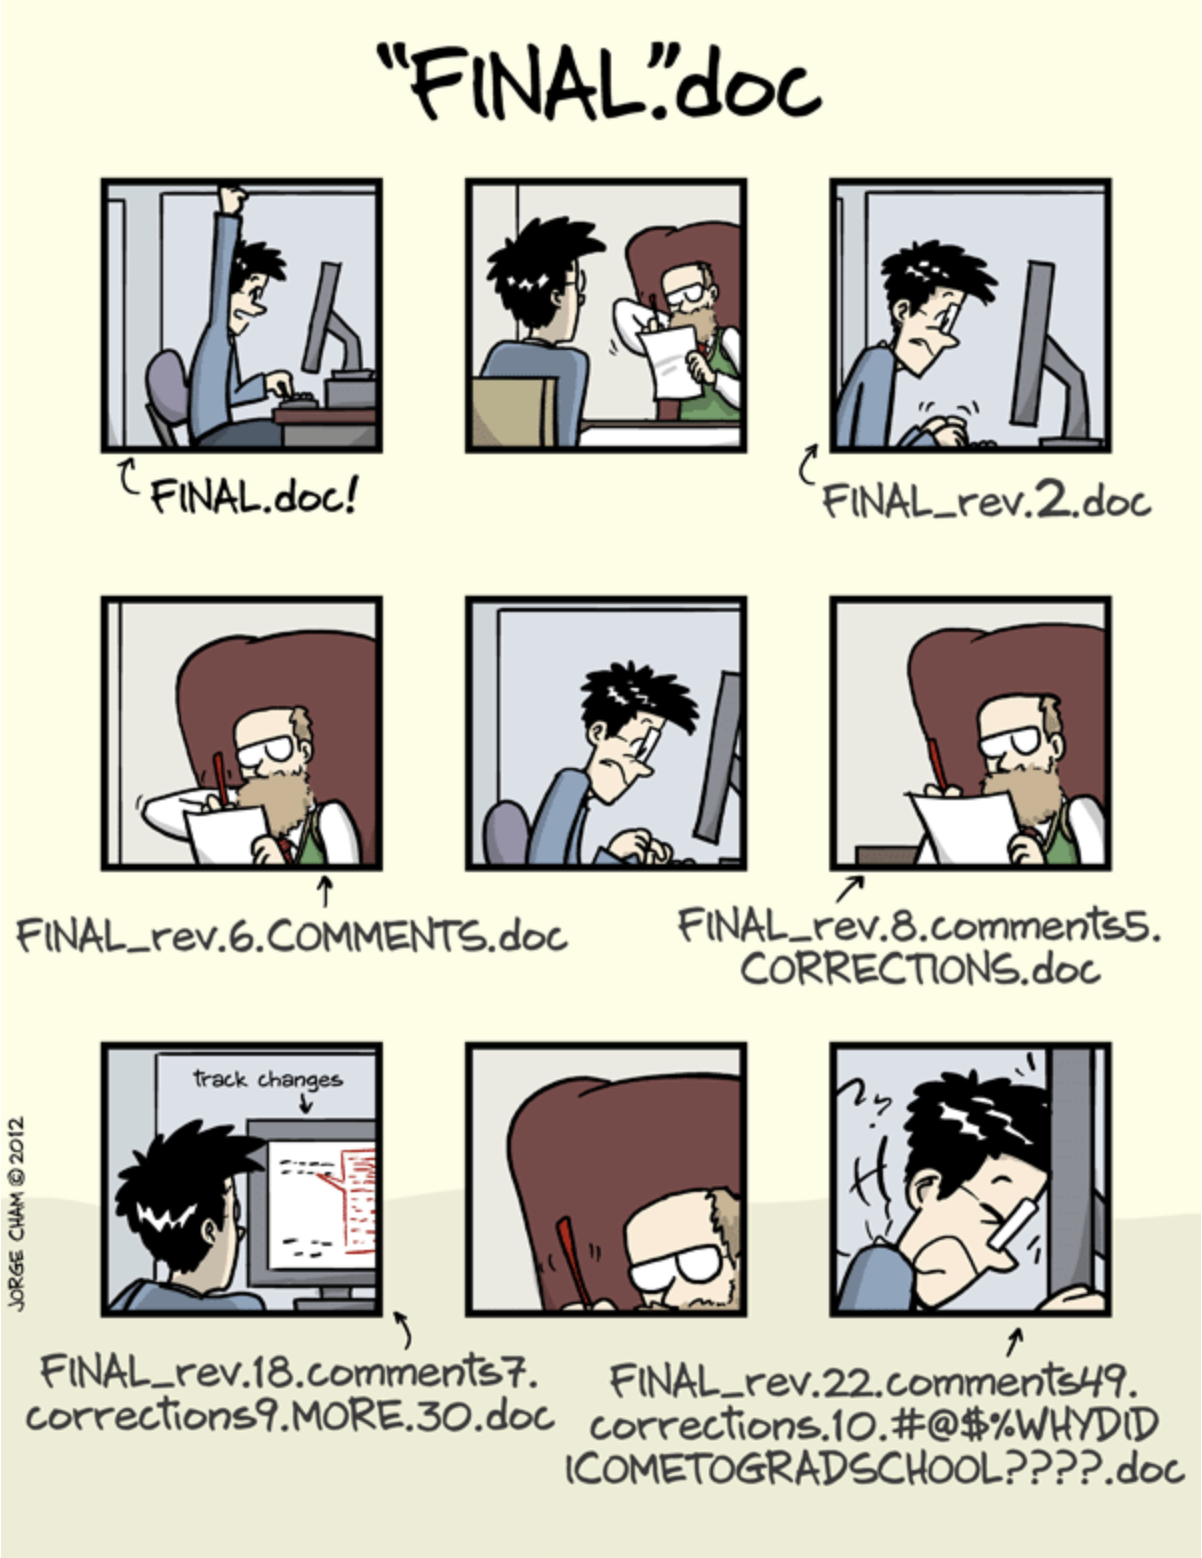 “FINAL”.doc
FINAL.doc!
FINAL_rev.2.doc
FINAL_rev.6.COMMENTS.doc
FINAL_rev.8.comments5.
CORRECTIONS.doc
track changes
FINAL_rev.18.comments7.
corrections9.MORE.30.doc
FINAL_rev.22.comments49.
corrections.10.#@$%WHYDID
ICOMETOGRADSCHOOL????.doc
JORGE CHAM © 2012